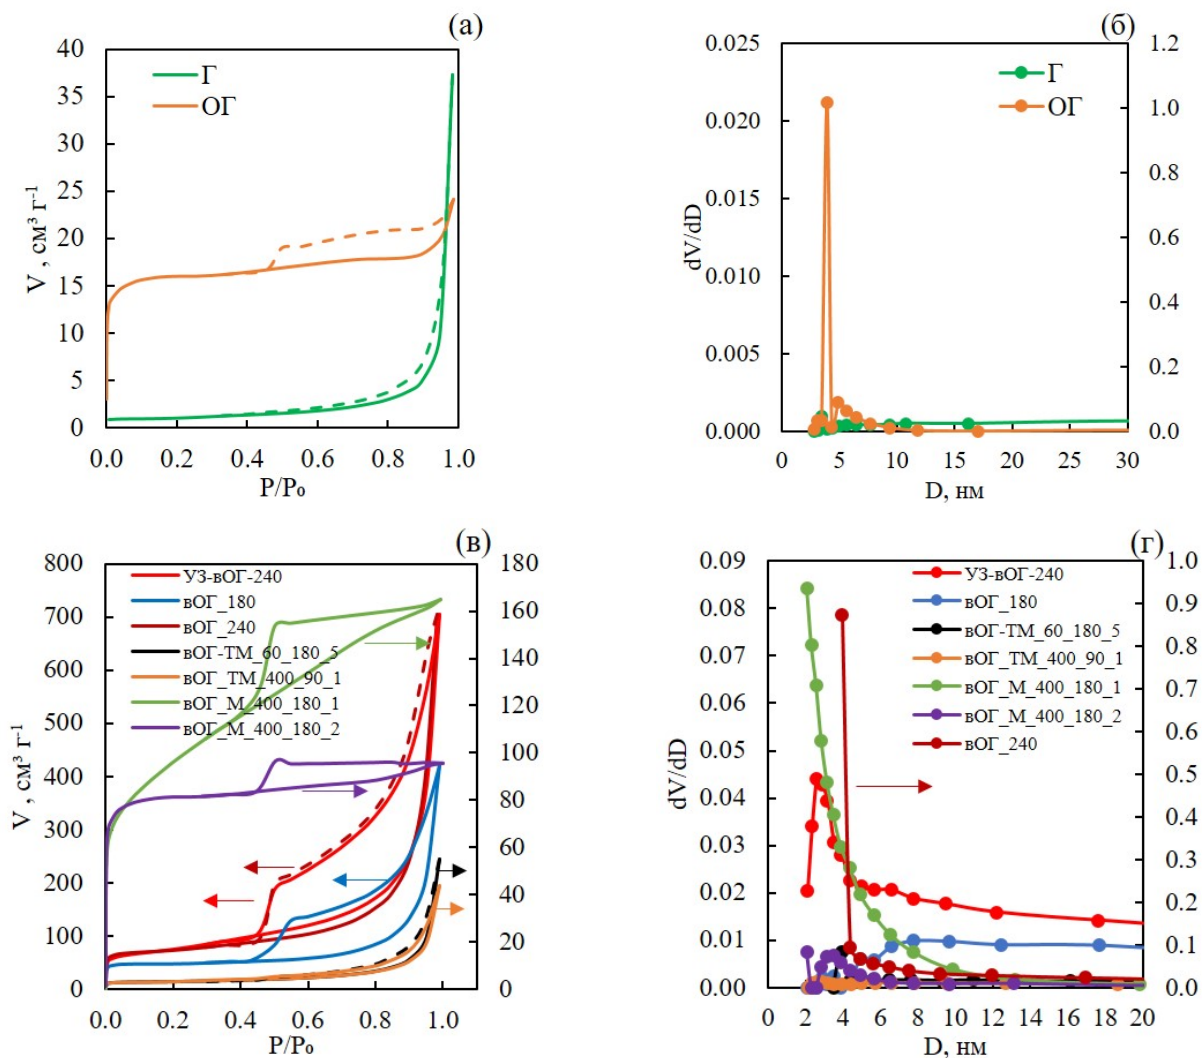 (а)
40
35
30
25
20
15
10
5
0
V , см³ г⁻¹
Г
ОГ
0.0 0.2 0.4 0.6 0.8 1.0
P/P₀
(б)
0.025
0.020
0.015
0.010
0.005
0.000
dV/dD
Г
ОГ
1.2
1.0
0.8
0.6
0.4
0.2
0.0
0 5 10 15 20 25 30
D, нм
(в)
800
700
600
500
400
300
200
100
0
V , см³ г⁻¹
УЗ-вОГ-240
вОГ_180
вОГ_240
вОГ-ТМ_60_180_5
вОГ_ТМ_400_90_1
вОГ_М_400_180_1
вОГ_М_400_180_2
180
160
140
120
100
80
60
40
20
0
0.0 0.2 0.4 0.6 0.8 1.0
P/P₀
(г)
0.09
0.08
0.07
0.06
0.05
0.04
0.03
0.02
0.01
0.00
dV/dD
УЗ-вОГ-240
вОГ_180
вОГ-ТМ_60_180_5
вОГ_ТМ_400_90_1
вОГ_М_400_180_1
вОГ_М_400_180_2
вОГ_240
1.0
0.9
0.8
0.7
0.6
0.5
0.4
0.3
0.2
0.1
0.0
0 2 4 6 8 10 12 14 16 18 20
D, нм